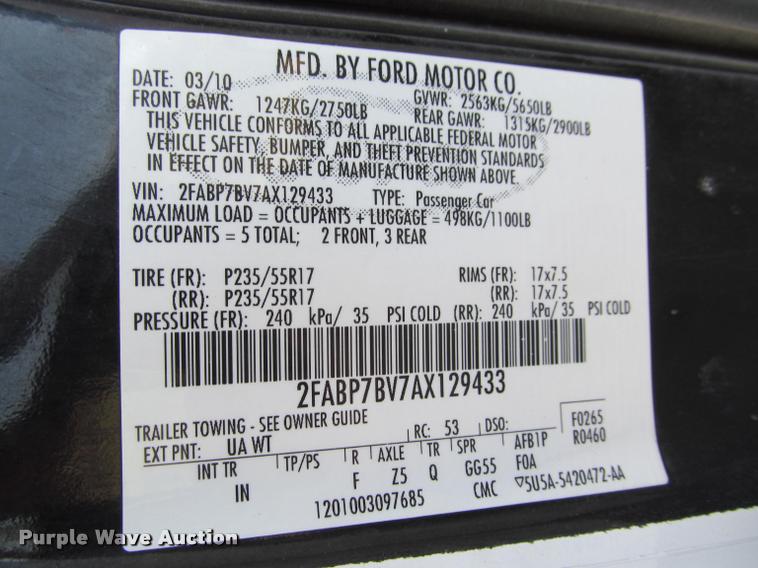 MFD. BY FORD MOTOR CO.
DATE: 03/10 GVWR: 2563KG/5650LB
FRONT GAWR: 1247KG/2750LB REAR GAWR: 1315KG/2900LB
THIS VEHICLE CONFORMS TO ALL APPLICABLE FEDERAL MOTOR
VEHICLE SAFETY, BUMPER, AND THEFT PREVENTION STANDARDS
IN EFFECT ON THE DATE OF MANUFACTURE SHOWN ABOVE.
VIN: 2FABP7BV7AX129433 TYPE: Passenger Car
MAXIMUM LOAD = OCCUPANTS + LUGGAGE = 498KG/1100LB
OCCUPANTS = 5 TOTAL; 2 FRONT, 3 REAR
TIRE (FR): P235/55R17 RIMS (FR): 17x7.5
(RR): P235/55R17 (RR): 17x7.5
PRESSURE (FR): 240 kPa/ 35 PSI COLD (RR): 240 kPa/ 35 PSI COLD
2FABP7BV7AX129433
TRAILER TOWING - SEE OWNER GUIDE
EXT PNT: UA WT RC: 53 DSO: AFB1P F0265
INT TR TP/PS R AXLE TR SPR F0A R0460
IN F Z5 Q GG55 ▽5U5A-5420472-AA
1201003097685 CMC
Purple Wave Auction